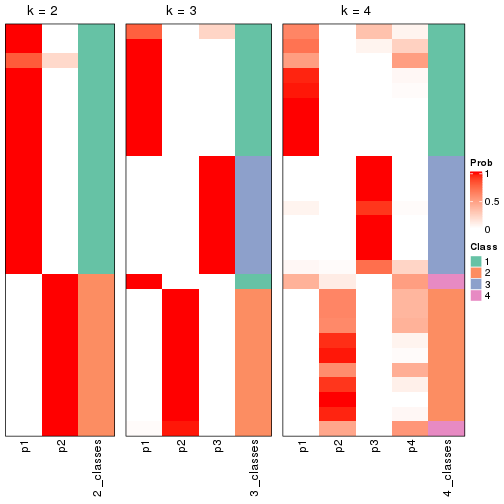 k = 2
k = 3
k = 4
Prob
1
0.5
0
Class
1
2
3
4
p1
p2
2_classes
p1
p2
p3
3_classes
p1
p2
p3
p4
4_classes